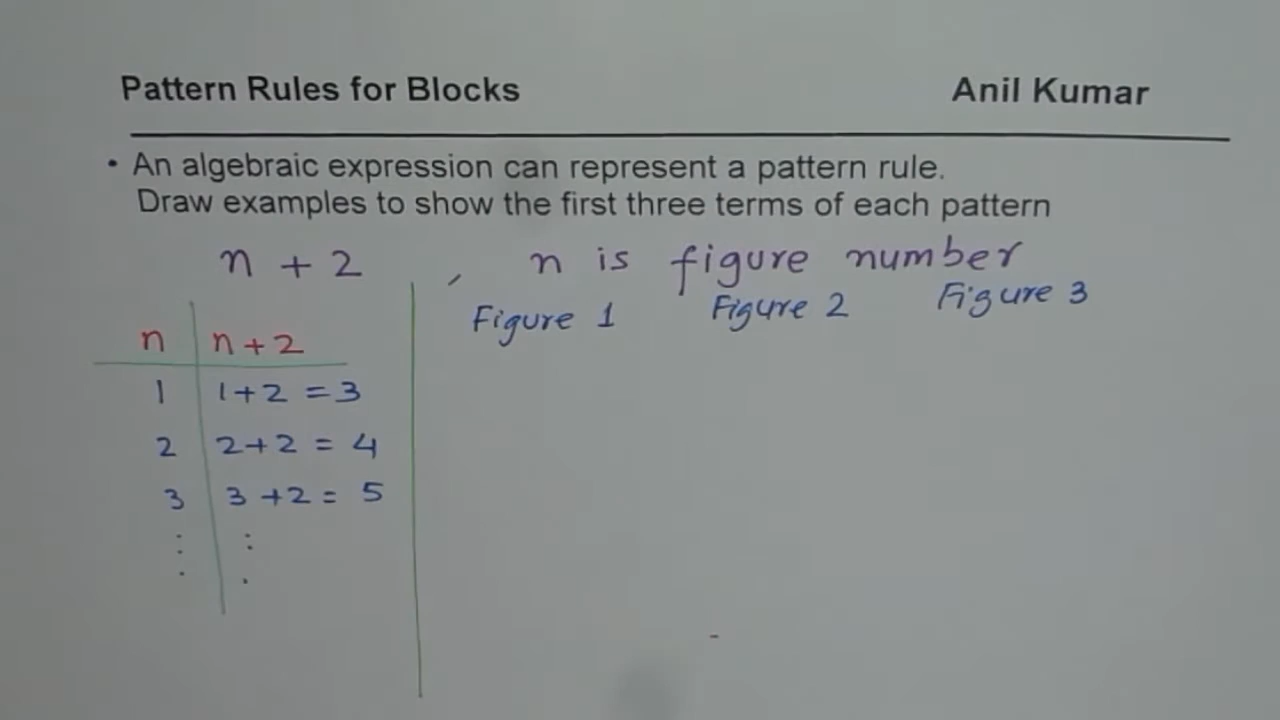 Pattern Rules for Blocks Anil Kumar
• An algebraic expression can represent a pattern rule.
Draw examples to show the first three terms of each pattern
n + 2 , n is figure number
Figure 1 Figure 2 Figure 3
n n+2
1 1+2 = 3
2 2+2 = 4
3 3+2 = 5
⋮ ⋮